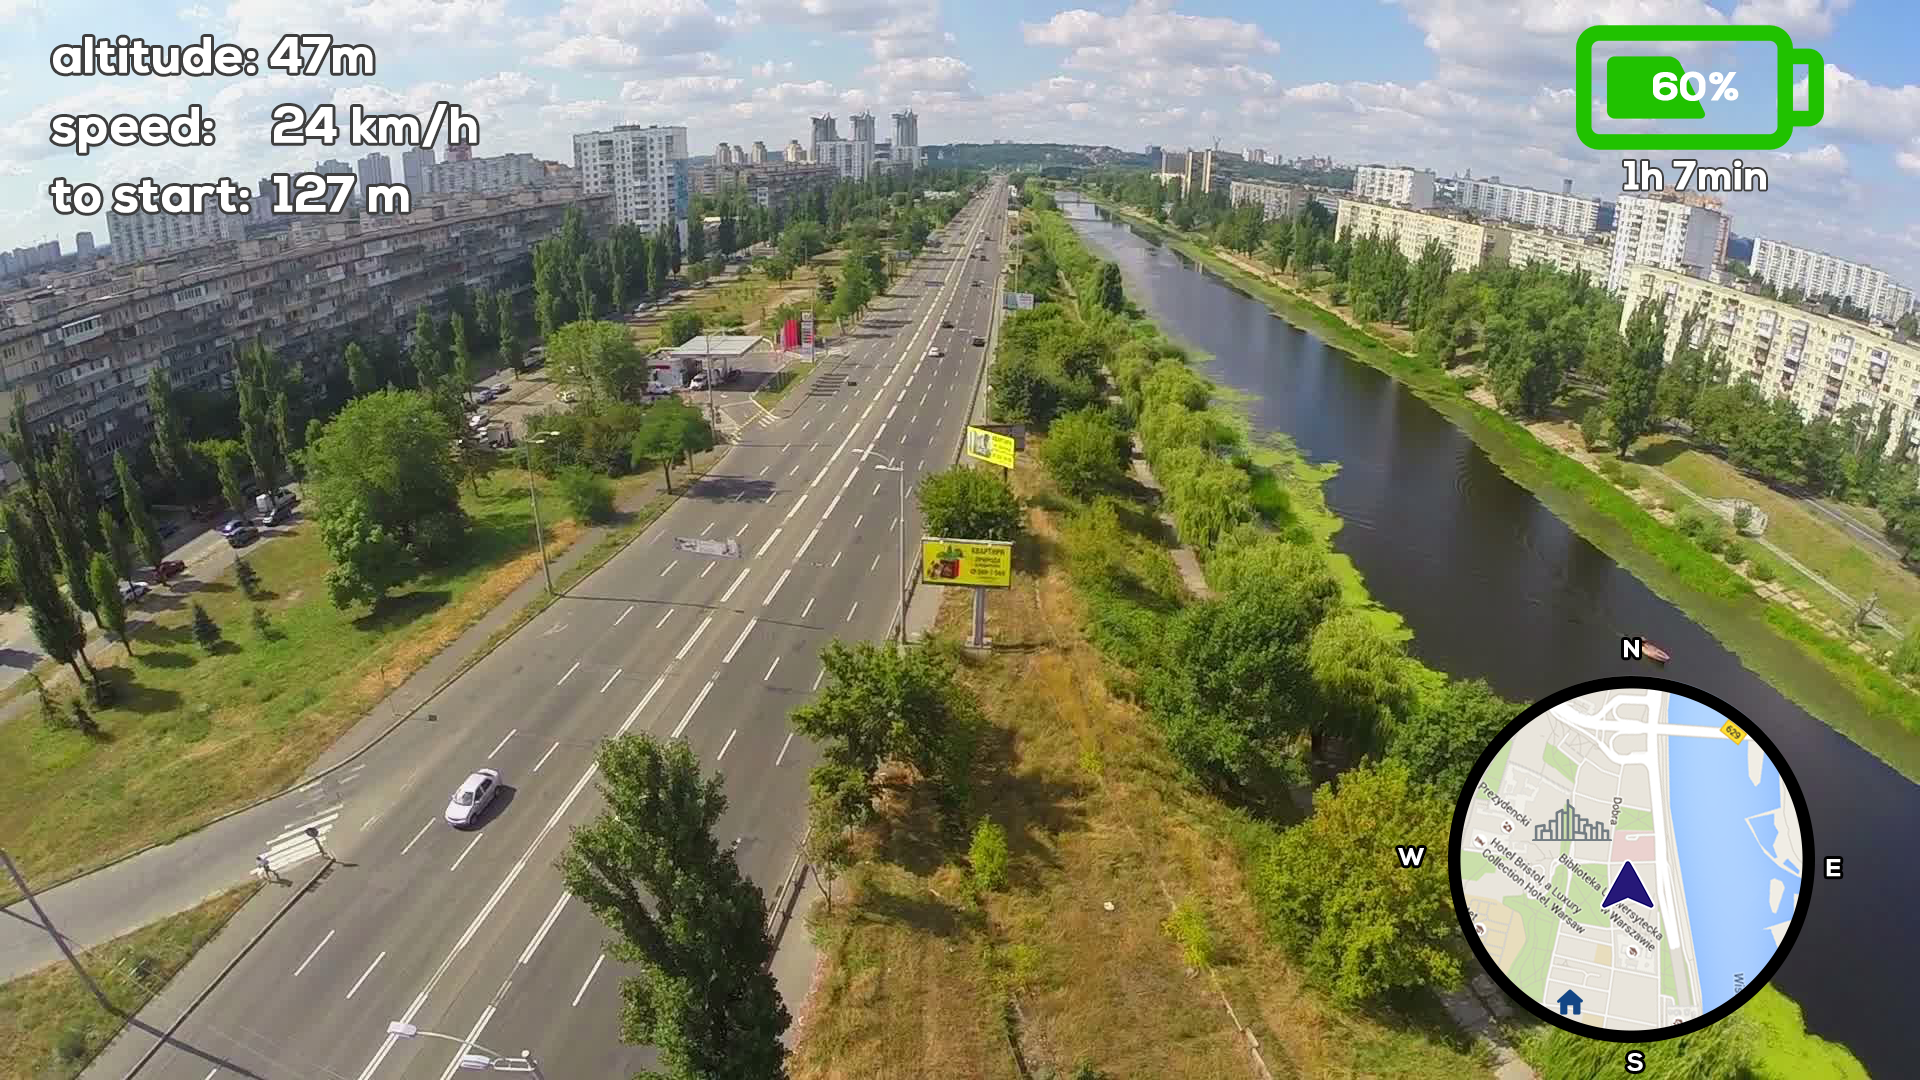 altitude: 47m
speed: 24 km/h
to start: 127 m
60%
1h 7min
КВАРТИРИ
N
W
E
S
629
Prezydencki
Dobra
Hotel Bristol, a Luxury
Collection Hotel, Warsaw
Biblioteka
w Warszawie